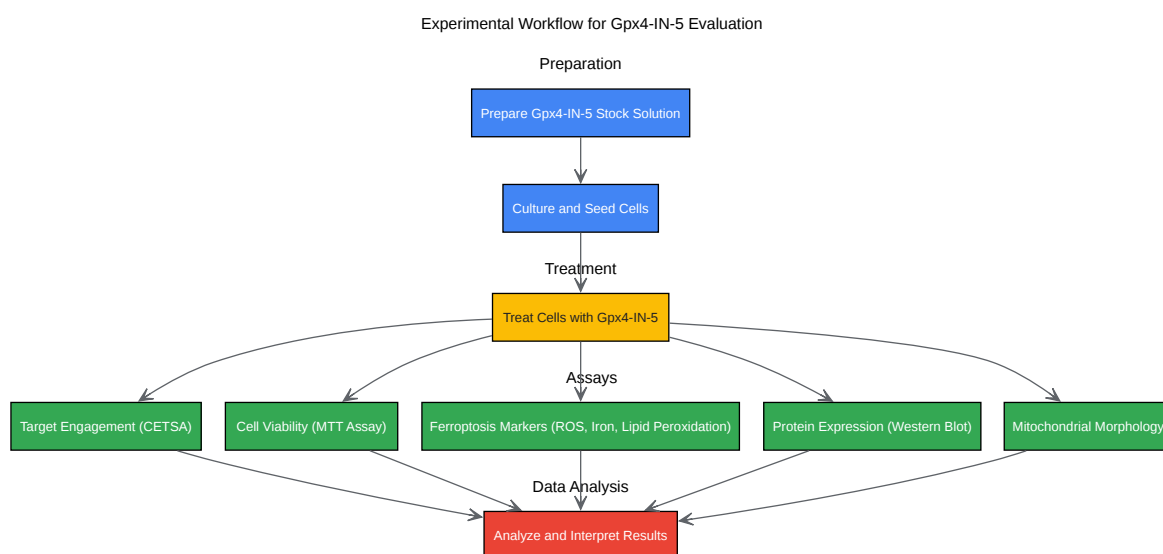 Experimental Workflow for Gpx4-IN-5 Evaluation
Preparation
Prepare Gpx4-IN-5 Stock Solution
Culture and Seed Cells
Treatment
Treat Cells with Gpx4-IN-5
Assays
Target Engagement (CETSA)
Cell Viability (MTT Assay)
Ferroptosis Markers (ROS, Iron, Lipid Peroxidation)
Protein Expression (Western Blot)
Mitochondrial Morphology
Data Analysis
Analyze and Interpret Results